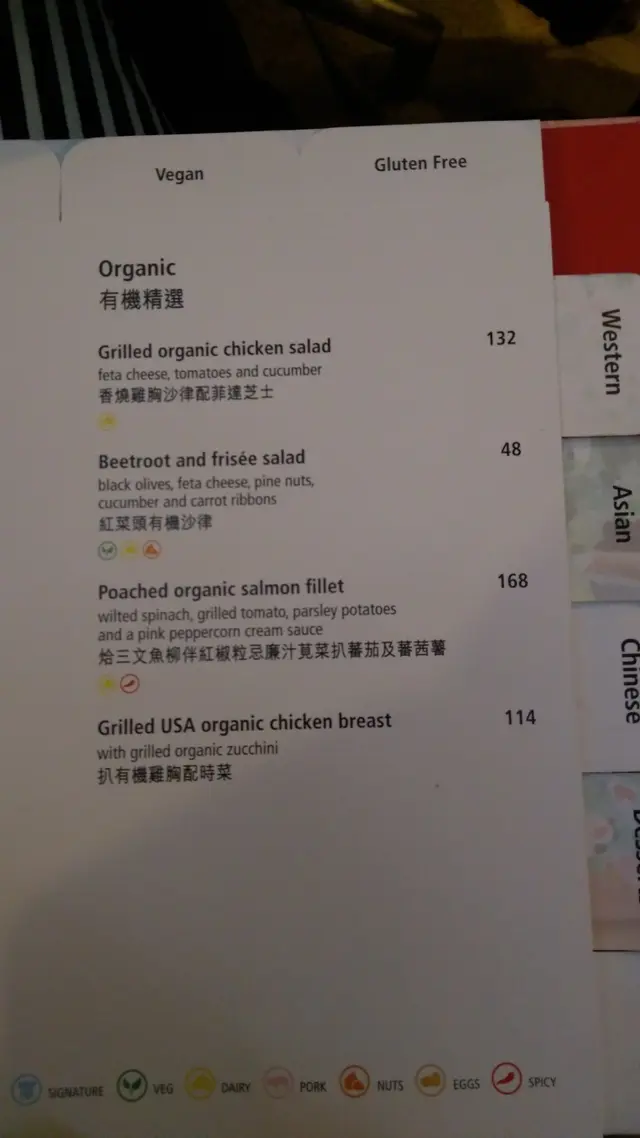 Vegan
Gluten Free
Organic
有機精選
Grilled organic chicken salad 132
feta cheese, tomatoes and cucumber
香燒雞胸沙律配菲達芝士
Beetroot and frisée salad 48
black olives, feta cheese, pine nuts,
cucumber and carrot ribbons
紅菜頭有機沙律
Poached organic salmon fillet 168
wilted spinach, grilled tomato, parsley potatoes
and a pink peppercorn cream sauce
烚三文魚柳伴紅椒粒忌廉汁莧菜扒蕃茄及蕃茜薯
Grilled USA organic chicken breast 114
with grilled organic zucchini
扒有機雞胸配時菜
SIGNATURE VEG DAIRY PORK NUTS EGGS SPICY
Western
Asian
Chinese